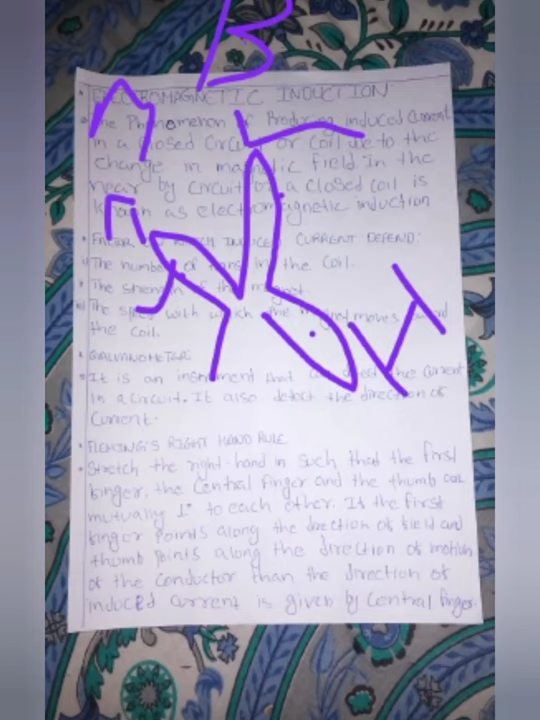 B
• ELECTROMAGNETIC INDUCTION
• The Phenomenon of Producing induced Current
in a closed Circuit or Coil due to the
change in magnetic field In the
near by circuit or a closed coil is
known as electromagnetic induction
• FACTOR ON WHICH INDUCED CURRENT DEPEND:
The number of turns in the Coil.
The strength of the magnet.
The speed with which the magnet moves toward
the coil.
• GALVANOMETER:
• It is an instrument that can detect the Current
in a circuit. It also detect the direction of
Current.
• FLEMING'S RIGHT HAND RULE
• Stretch the right-hand in such that the first
finger, the Central finger and the thumb are
mutually to each other. If the first
finger Points along the direction of field and
thumb Points along the direction of motion
of the conductor than the direction of
induced current is given by Central finger.